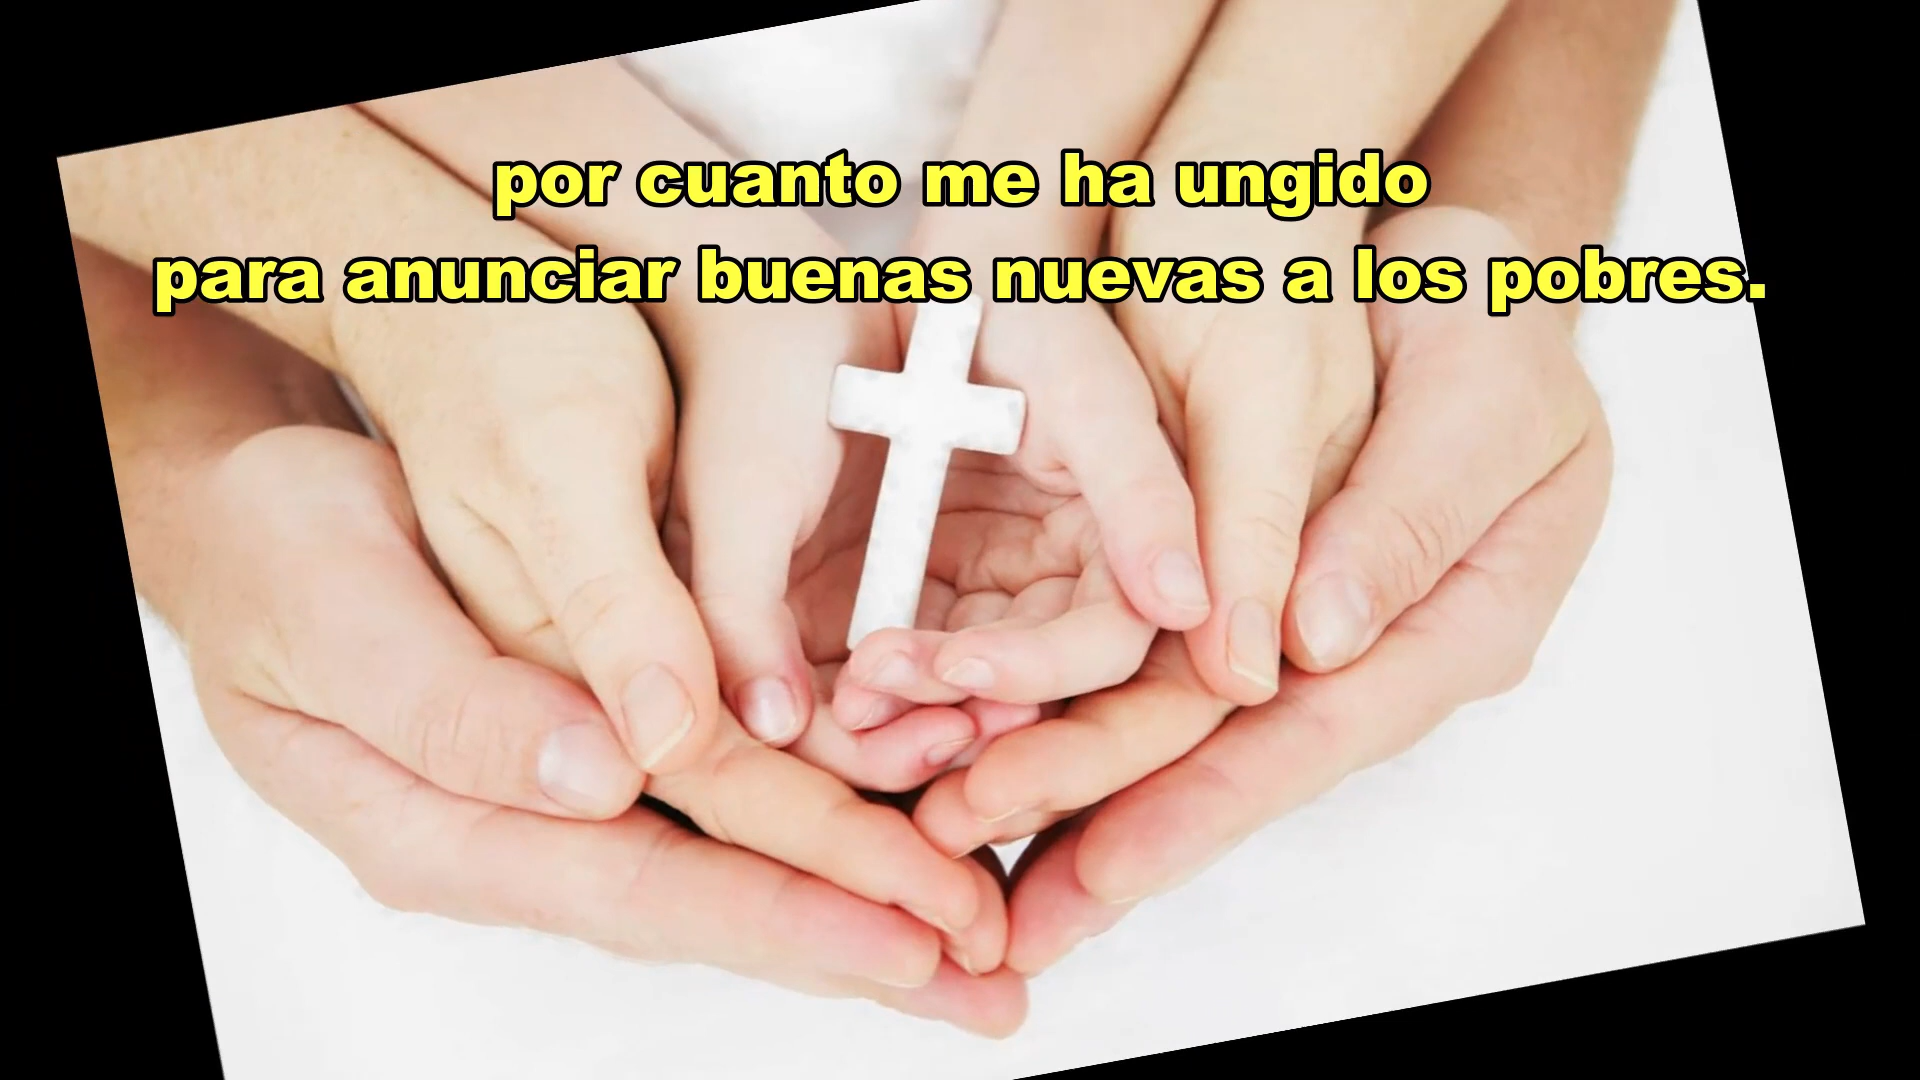 por cuanto me ha ungido
para anunciar buenas nuevas a los pobres.